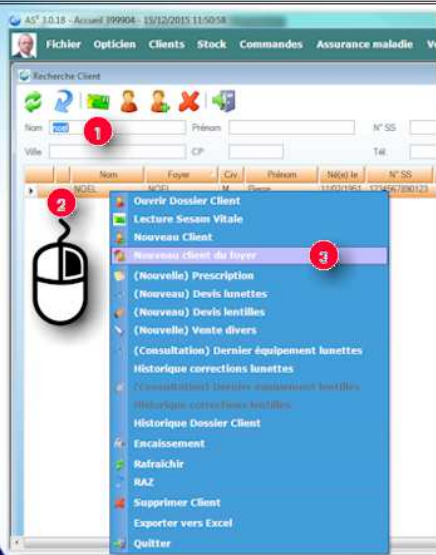 AS² 3.0.18 - Accueil 399904 - 15/12/2015 11:50:58
Fichier Opticien Clients Stock Commandes Assurance maladie
Recherche Client
Nom noel Prénom N° SS
1
Ville CP Tél.
Nom Foyer Civ Prénom Né(e) le N° SS
NOEL NOEL M. Pierre 11/02/1951 1234567890123
2
Ouvrir Dossier Client
Lecture Sesam Vitale
Nouveau Client
Nouveau client du foyer
3
(Nouvelle) Prescription
(Nouveau) Devis lunettes
(Nouveau) Devis lentilles
(Nouvelle) Vente divers
(Consultation) Dernier équipement lunettes
Historique corrections lunettes
(Consultation) Dernier équipement lentilles
Historique corrections lentilles
Historique Dossier Client
Encaissement
Rafraîchir
RAZ
Supprimer Client
Exporter vers Excel
Quitter